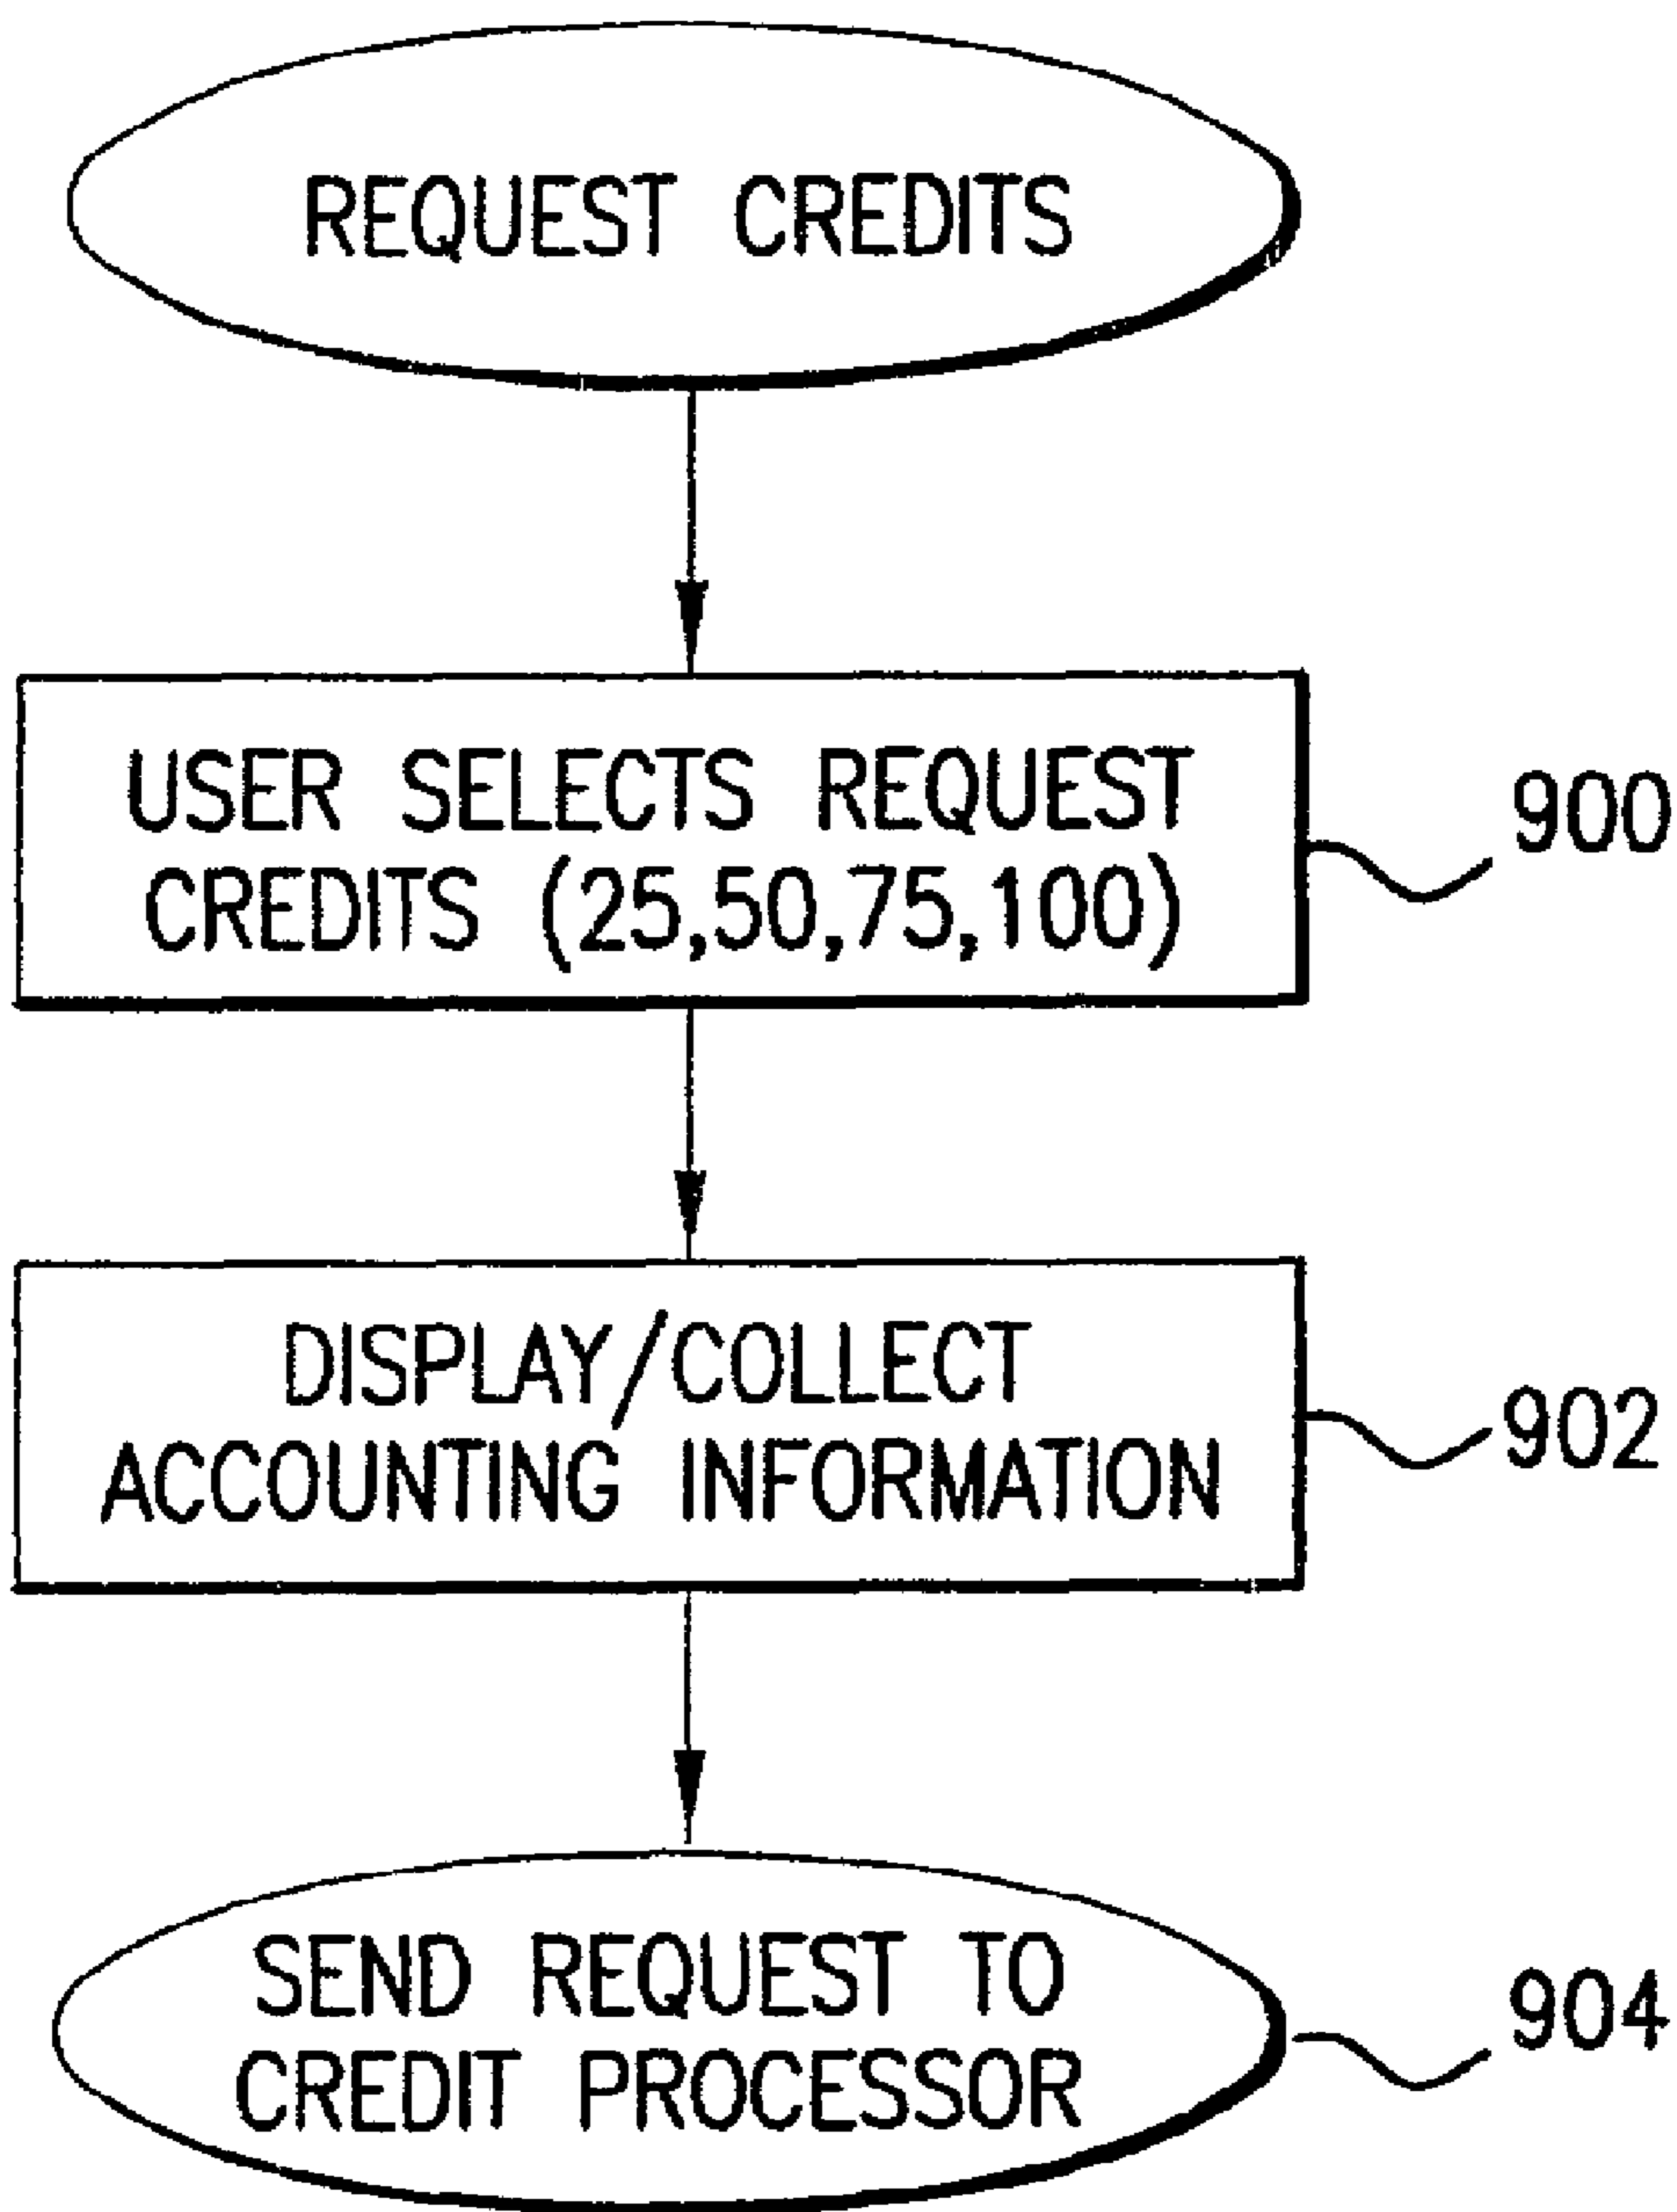 REQUEST CREDITS
USER SELECTS REQUEST
CREDITS (25,50,75,100)
900
DISPLAY/COLLECT
ACCOUNTING INFORMATION
902
SEND REQUEST TO
CREDIT PROCESSOR
904